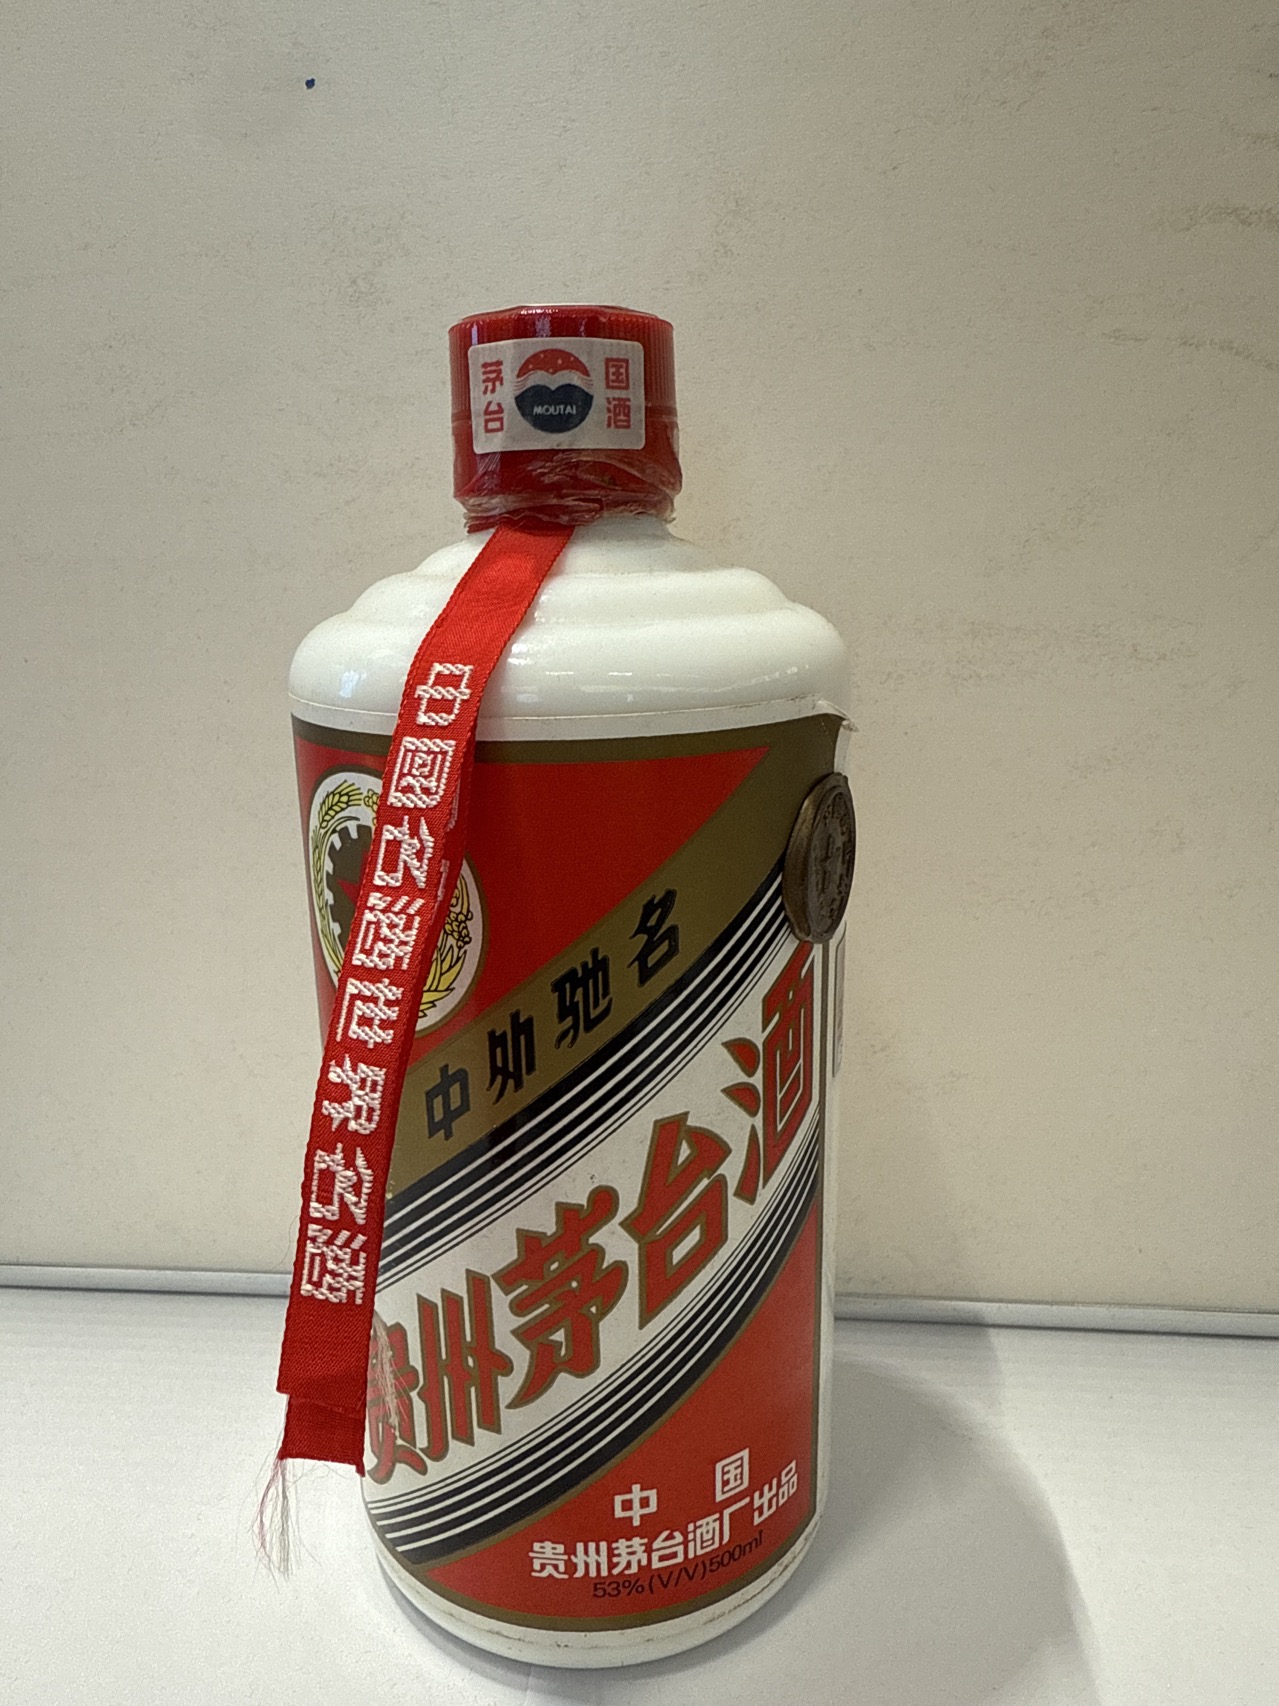 国酒
MOUTAI
茅台
中國名酒世界名酒
中外驰名
贵州茅台酒
中国
贵州茅台酒厂出品
53%(V/V)500ml